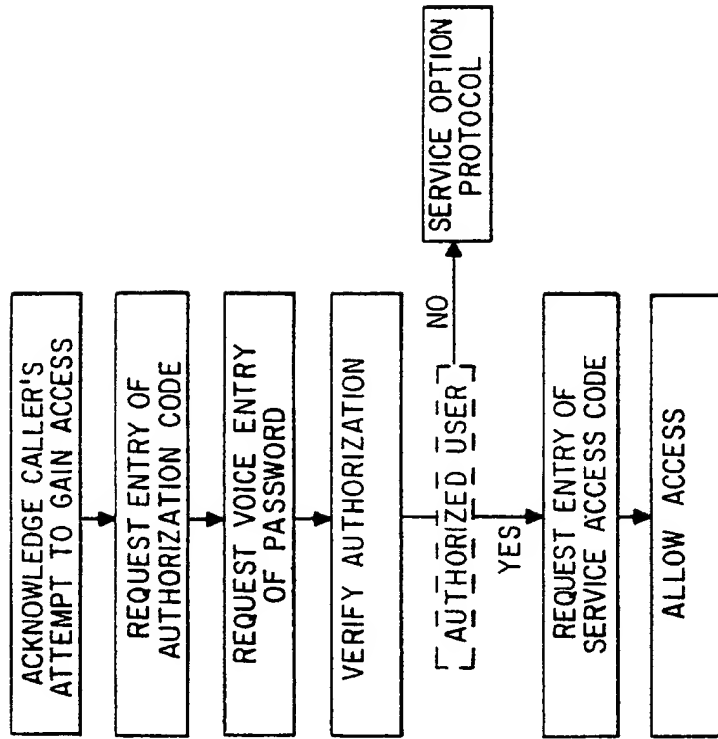 ACKNOWLEDGE CALLER'S
ATTEMPT TO GAIN ACCESS
REQUEST ENTRY OF
AUTHORIZATION CODE
REQUEST VOICE ENTRY
OF PASSWORD
VERIFY AUTHORIZATION
AUTHORIZED USER
NO
SERVICE OPTION
PROTOCOL
YES
REQUEST ENTRY OF
SERVICE ACCESS CODE
ALLOW ACCESS